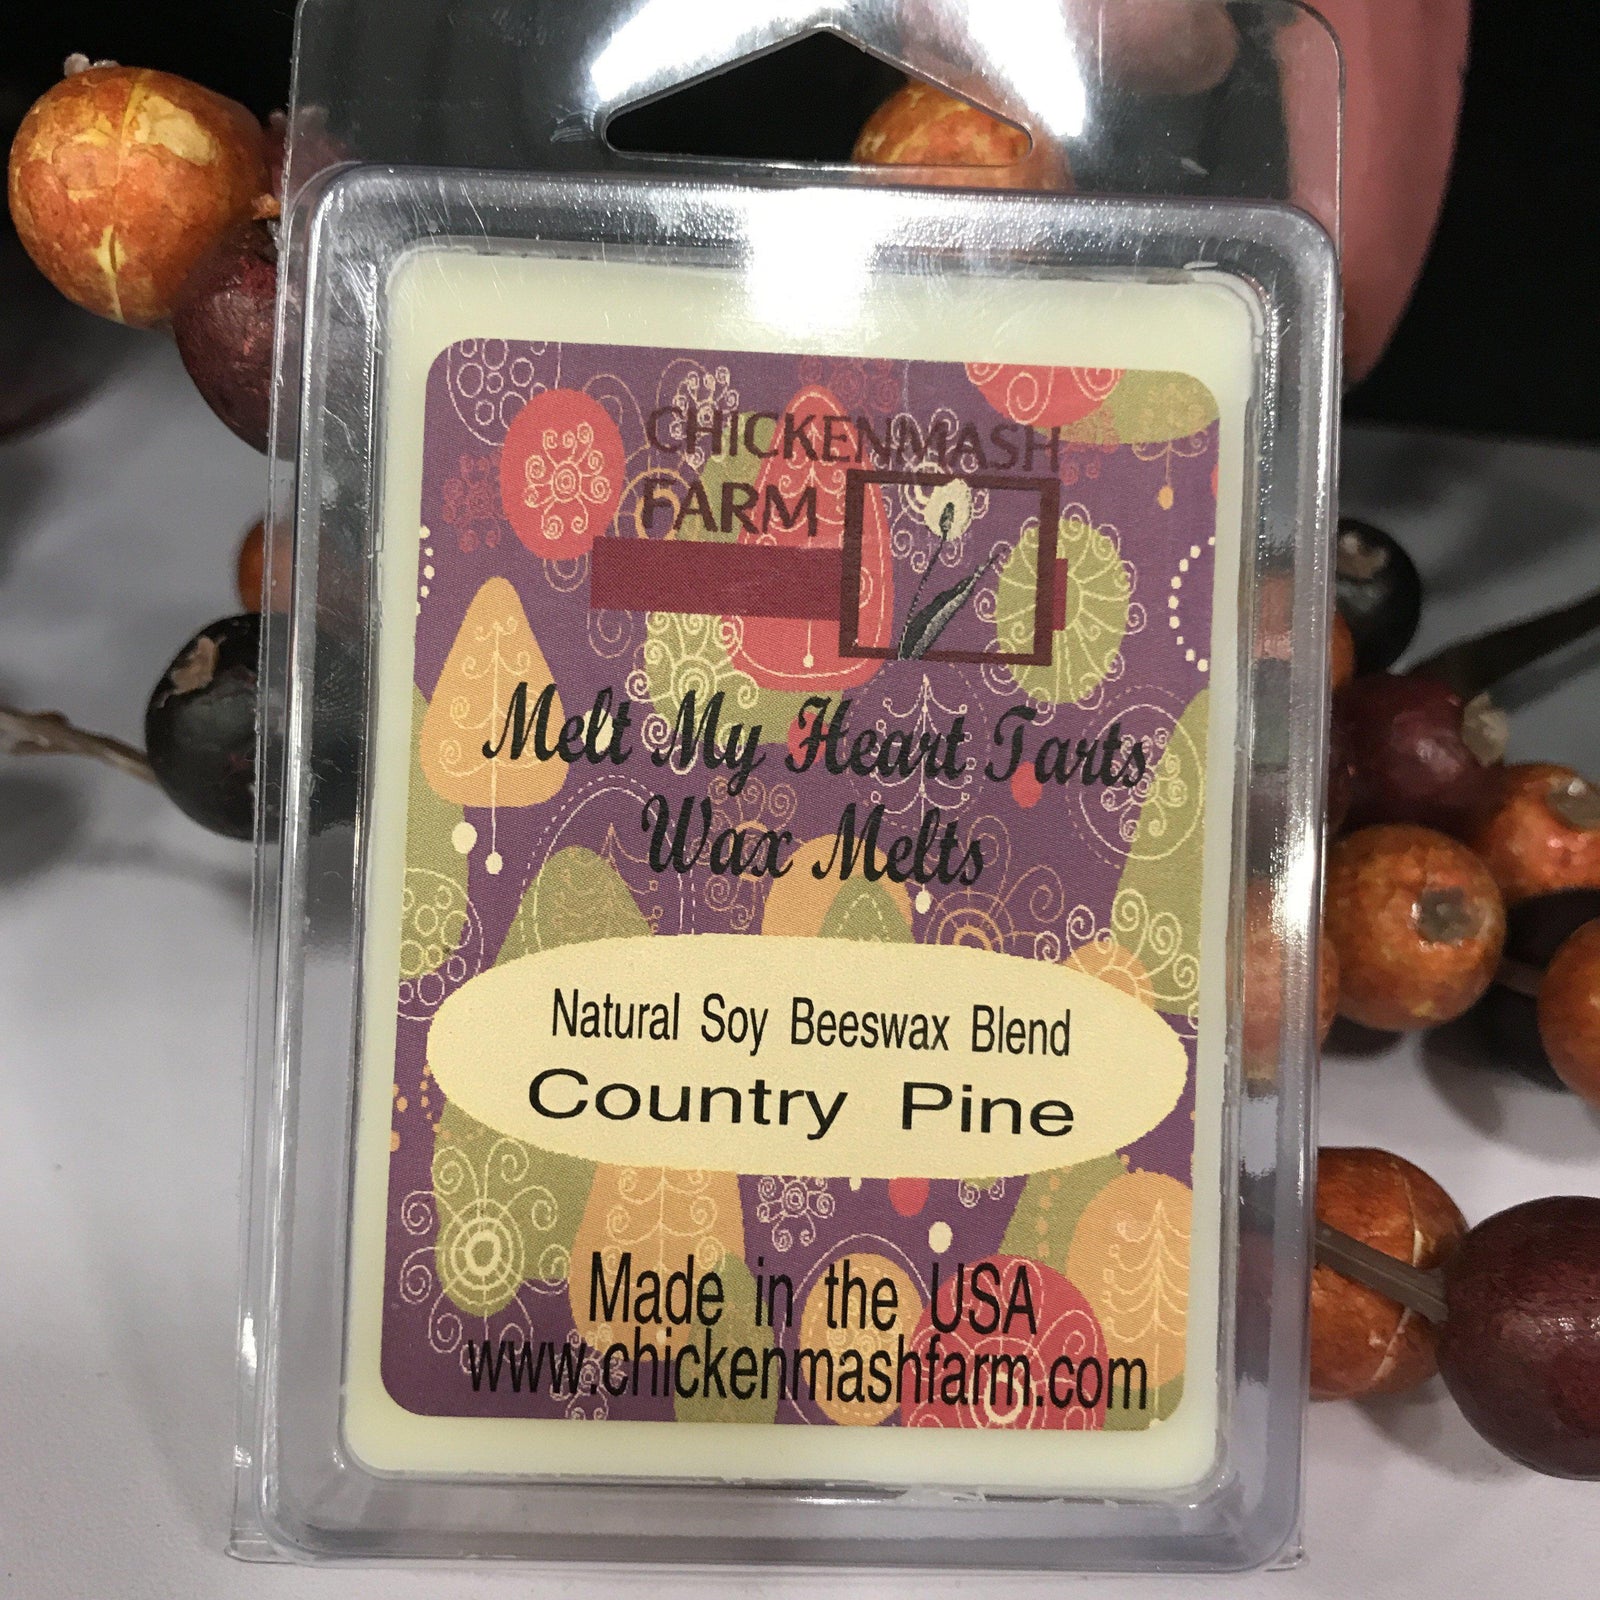 CHICKENMASH
FARM
Melt My Heart Tarts
Wax Melts
Natural Soy Beeswax Blend
Country Pine
Made in the USA
www.chickenmashfarm.com